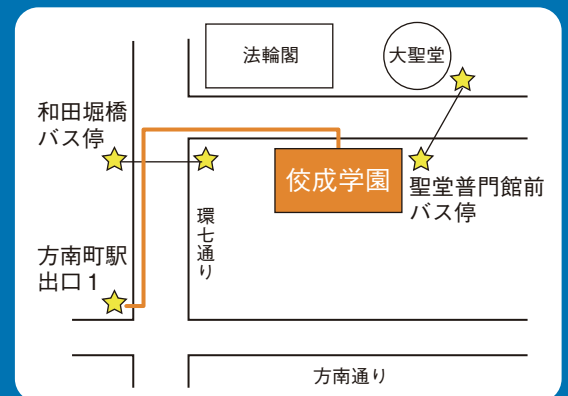 法輪閣
大聖堂
和田堀橋
バス停
佼成学園
聖堂普門館前
バス停
環七通り
方南町駅
出口1
方南通り